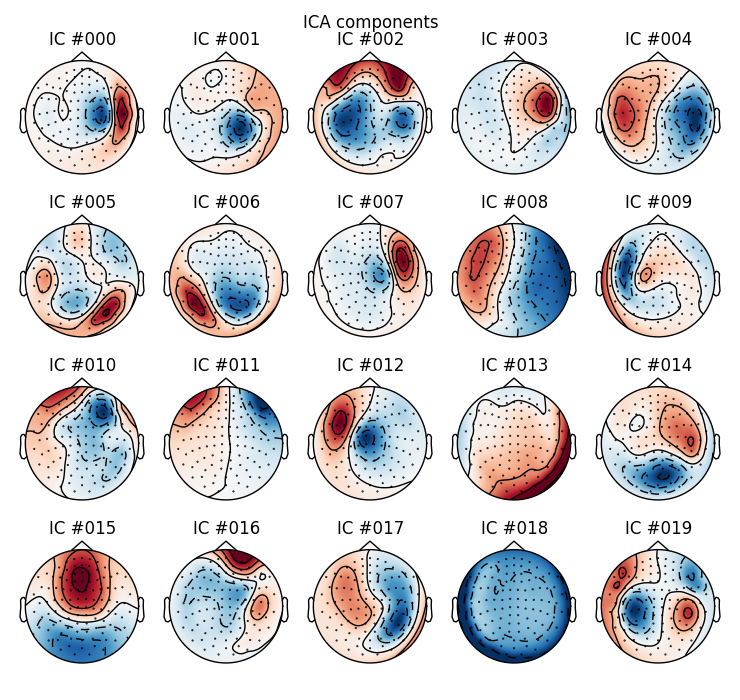 ICA components
IC #000 IC #001 IC #002 IC #003 IC #004
IC #005 IC #006 IC #007 IC #008 IC #009
IC #010 IC #011 IC #012 IC #013 IC #014
IC #015 IC #016 IC #017 IC #018 IC #019